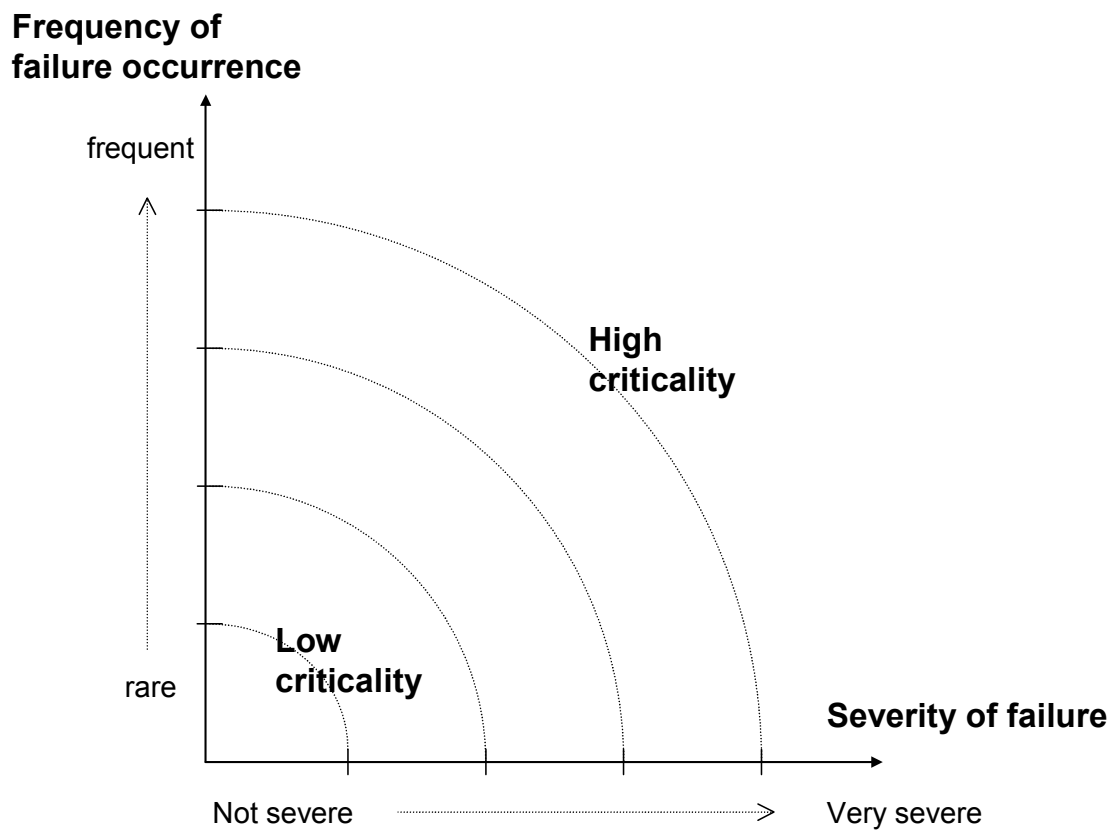 Frequency of
failure occurrence
frequent
High
criticality
Low
criticality
rare
Severity of failure
Not severe
Very severe